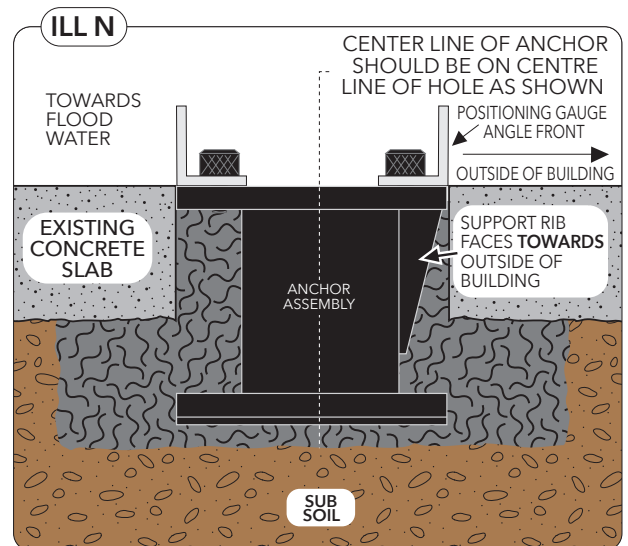 ILL N
CENTER LINE OF ANCHOR
SHOULD BE ON CENTRE
LINE OF HOLE AS SHOWN
TOWARDS
FLOOD
WATER
POSITIONING GAUGE
ANGLE FRONT
OUTSIDE OF BUILDING
EXISTING
CONCRETE
SLAB
SUPPORT RIB
FACES TOWARDS
OUTSIDE OF
BUILDING
ANCHOR
ASSEMBLY
SUB
SOIL